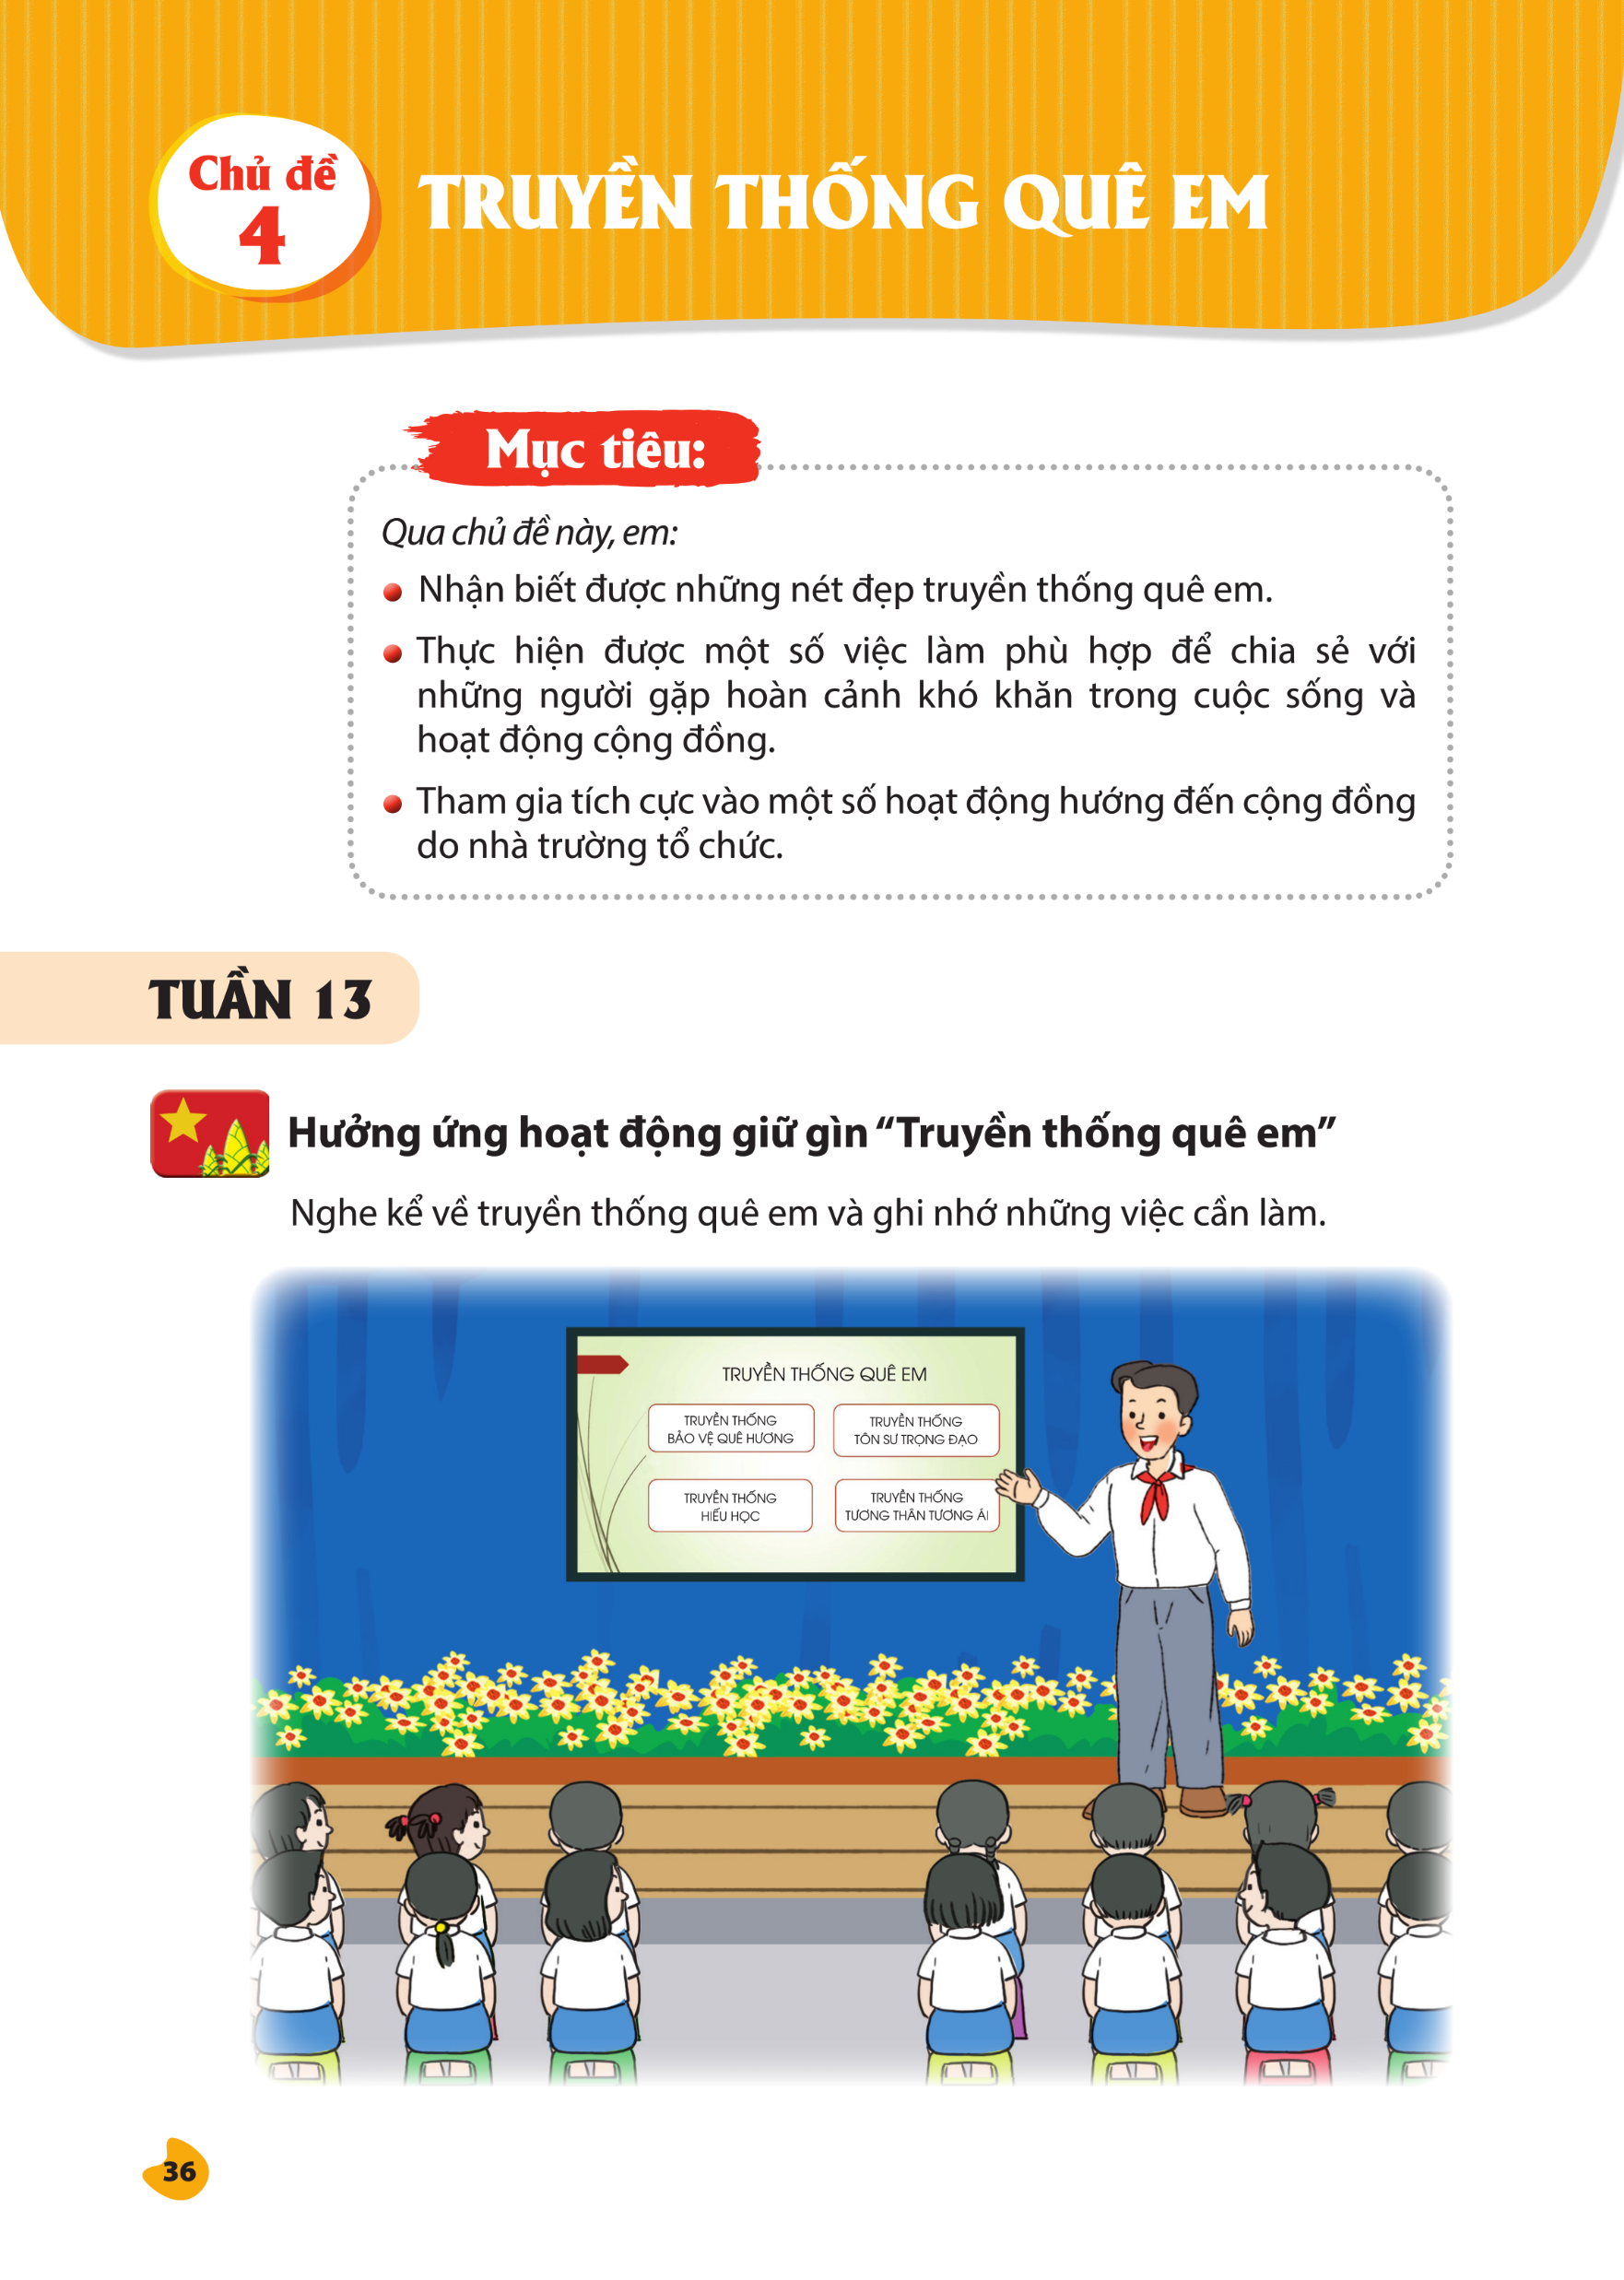 Chủ đề
4
TRUYỀN THỐNG QUÊ EM
Mục tiêu:
Qua chủ đề này, em:
Nhận biết được những nét đẹp truyền thống quê em.
Thực hiện được một số việc làm phù hợp để chia sẻ với
những người gặp hoàn cảnh khó khăn trong cuộc sống và
hoạt động cộng đồng.
Tham gia tích cực vào một số hoạt động hướng đến cộng đồng
do nhà trường tổ chức.
TUẦN 13
Hưởng ứng hoạt động giữ gìn “Truyền thống quê em”
Nghe kể về truyền thống quê em và ghi nhớ những việc cần làm.
TRUYỀN THỐNG QUÊ EM
TRUYỀN THỐNG
BẢO VỆ QUÊ HƯƠNG
TRUYỀN THỐNG
TÔN SƯ TRỌNG ĐẠO
TRUYỀN THỐNG
HIẾU HỌC
TRUYỀN THỐNG
TƯƠNG THÂN TƯƠNG ÁI
36